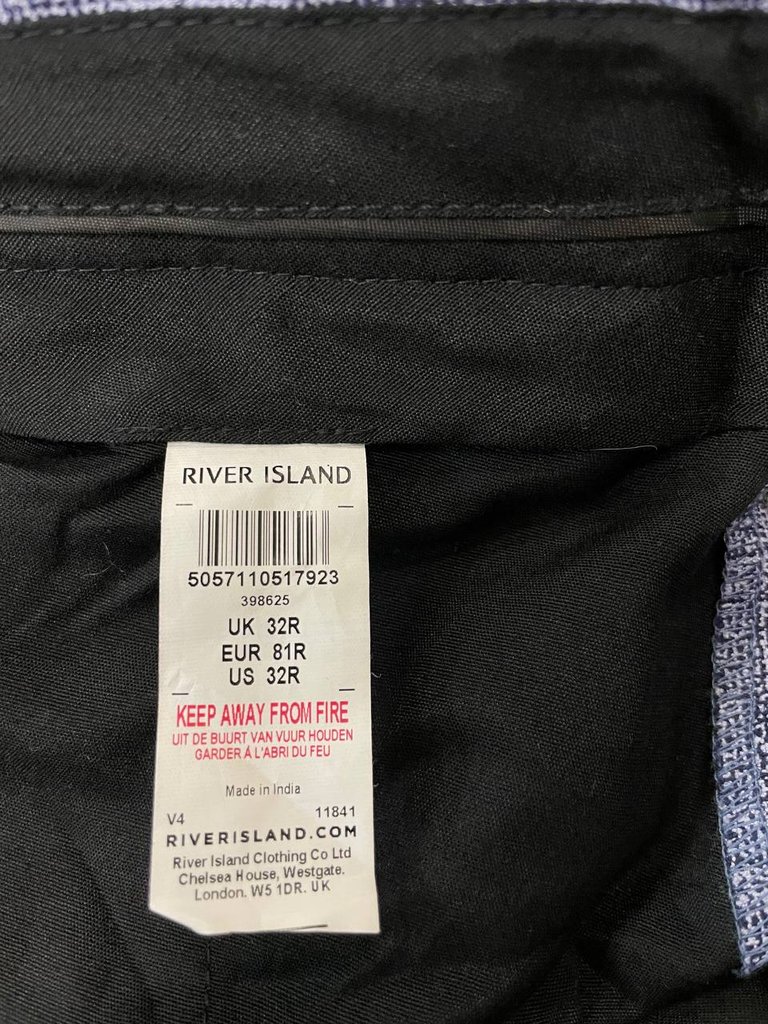 RIVER ISLAND
5057110517923
398625
UK 32R
EUR 81R
US 32R
KEEP AWAY FROM FIRE
UIT DE BUURT VAN VUUR HOUDEN
GARDER Á L'ABRI DU FEU
Made in India
V4 11841
RIVERISLAND.COM
River Island Clothing Co Ltd
Chelsea House, Westgate.
London. W5 1DR. UK